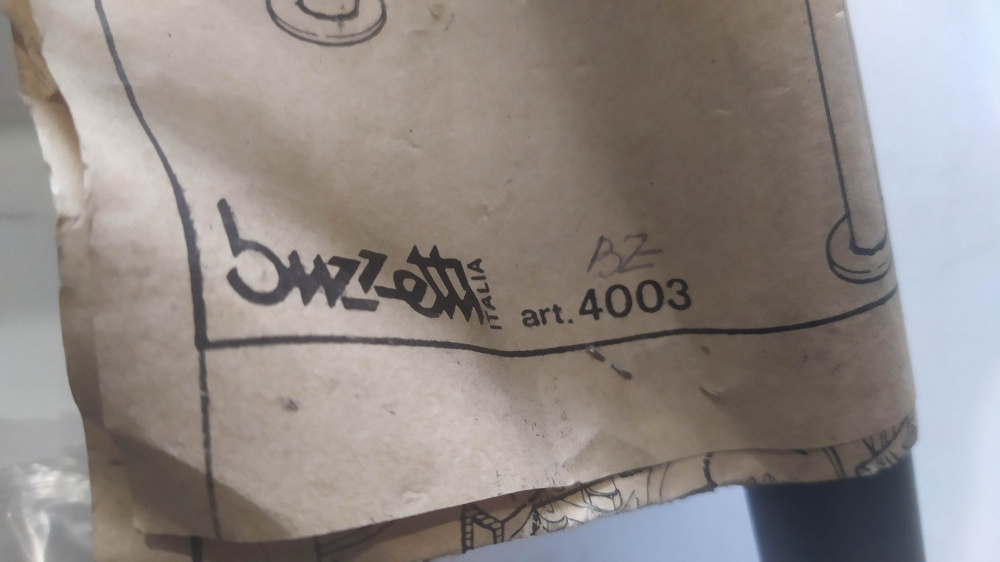 buzzetti ITALIA
BZ
art. 4003